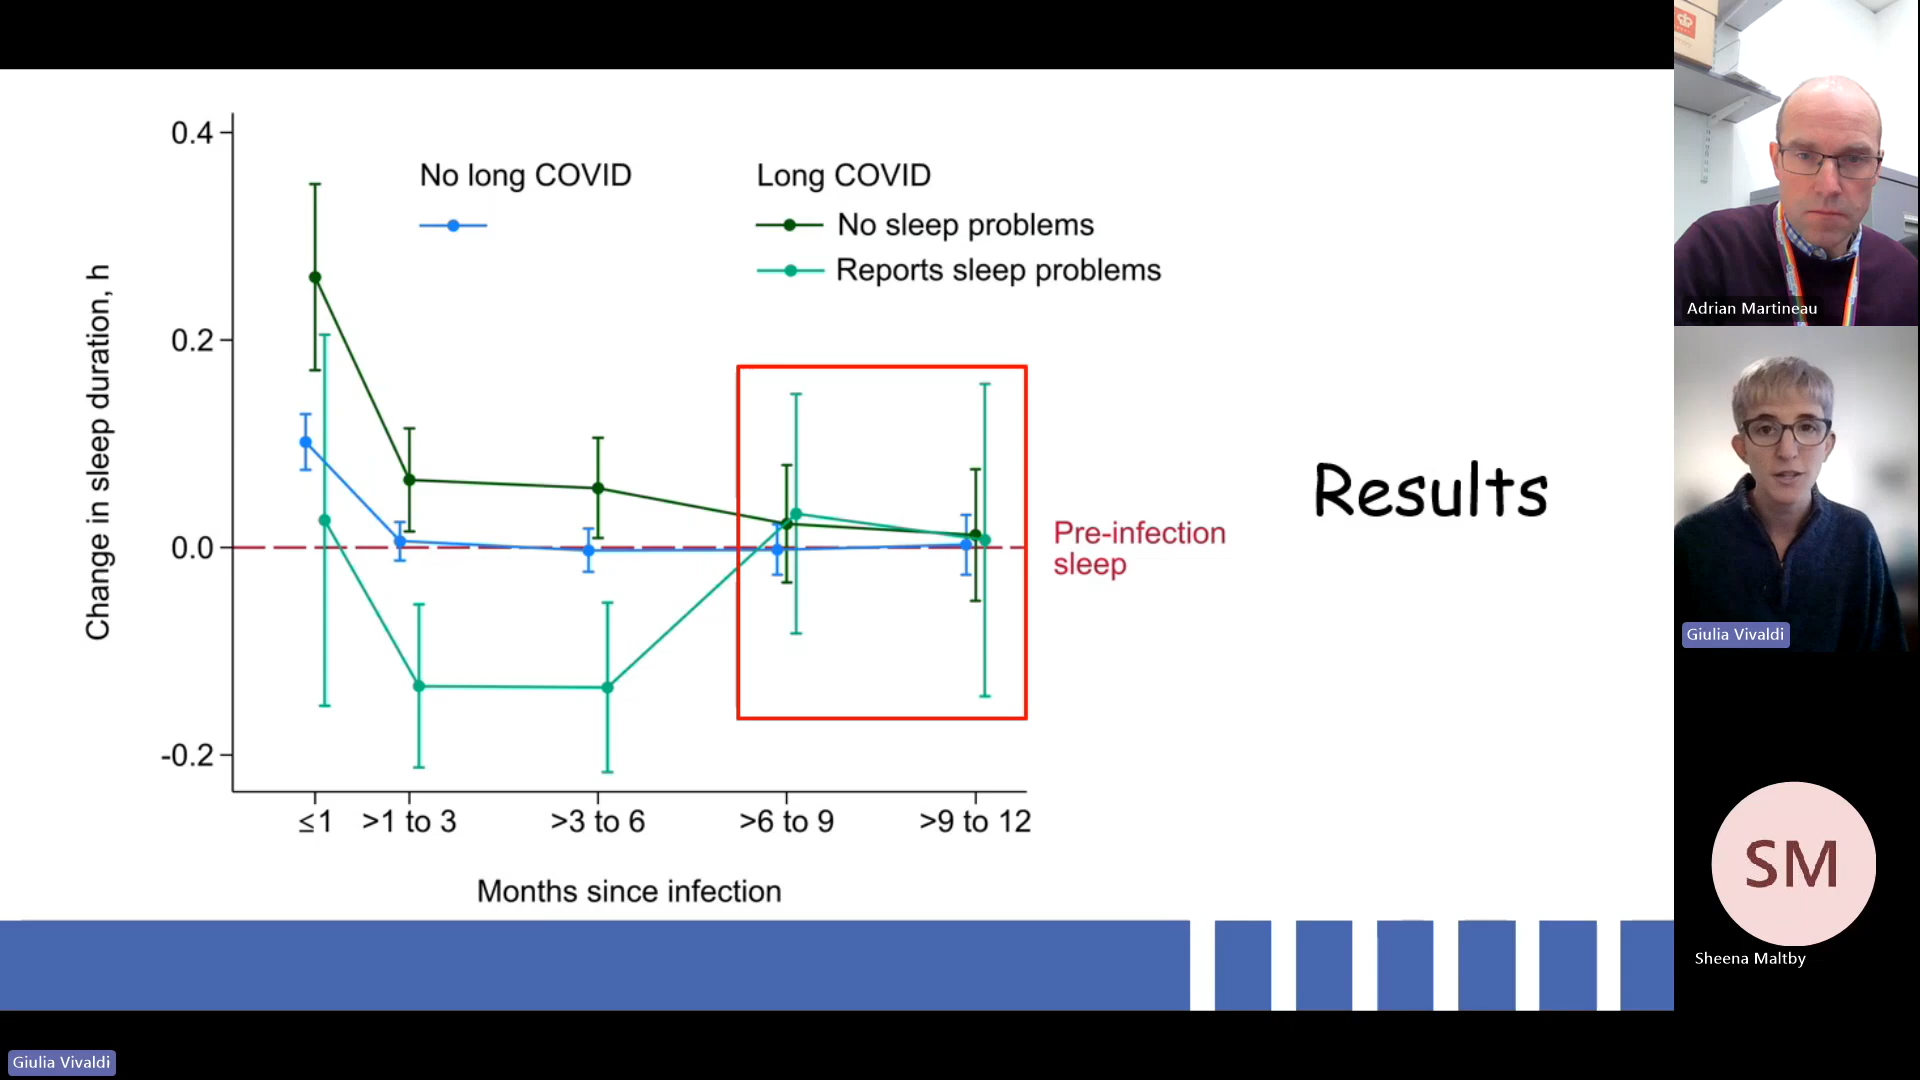 0.4
0.2
0.0
-0.2
Change in sleep duration, h
No long COVID
Long COVID
No sleep problems
Reports sleep problems
Pre-infection
sleep
≤1
>1 to 3
>3 to 6
>6 to 9
>9 to 12
Months since infection
Results
Adrian Martineau
Giulia Vivaldi
SM
Sheena Maltby
Giulia Vivaldi